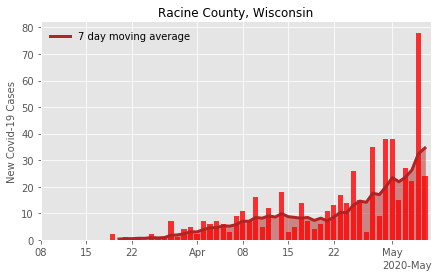 Racine County, Wisconsin
7 day moving average
New Covid-19 Cases
80
70
60
50
40
30
20
10
0
08 15 22 Apr 08 15 22 May
2020-May